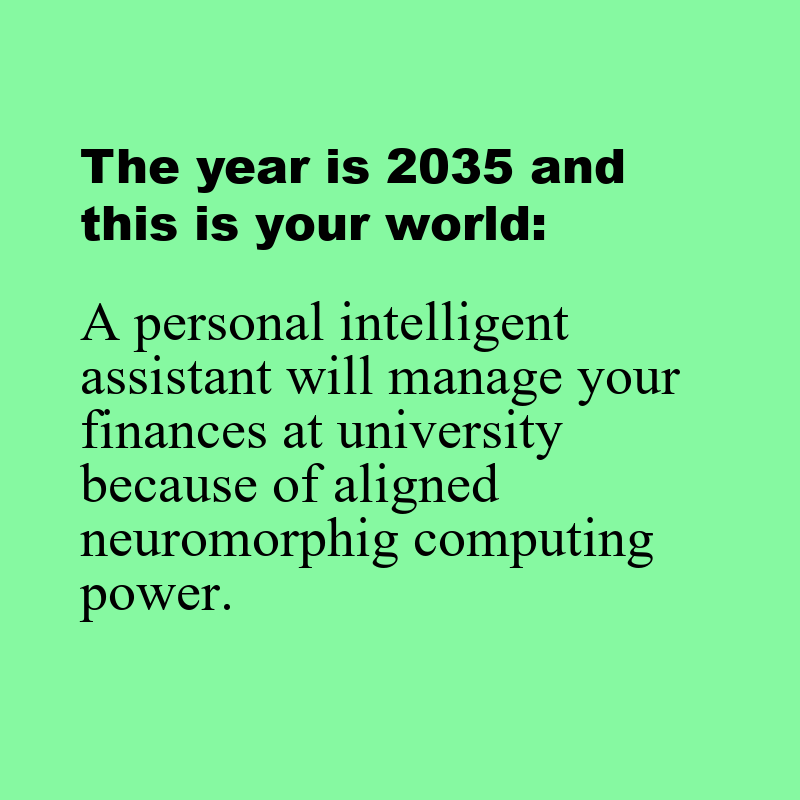 The year is 2035 and
this is your world:
A personal intelligent
assistant will manage your
finances at university
because of aligned
neuromorphig computing
power.